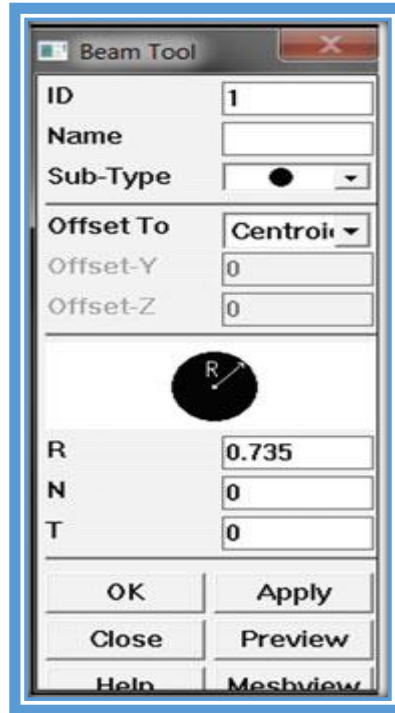 Beam Tool
ID 1
Name
Sub-Type
Offset To Centroi
Offset-Y 0
Offset-Z 0
R
R 0.735
N 0
T 0
OK Apply
Close Preview
Help Meshview